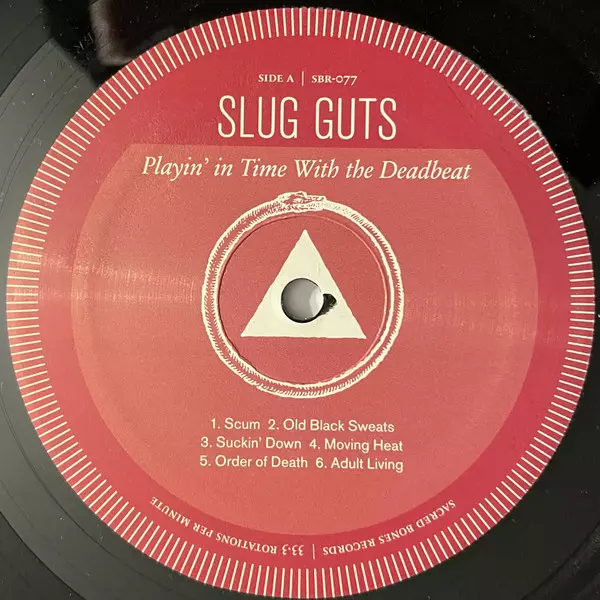 SIDE A | SBR-077
SLUG GUTS
Playin' in Time With the Deadbeat
1. Scum 2. Old Black Sweats
3. Suckin' Down 4. Moving Heat
5. Order of Death 6. Adult Living
SACRED BONES RECORDS | 33.3 ROTATIONS PER MINUTE